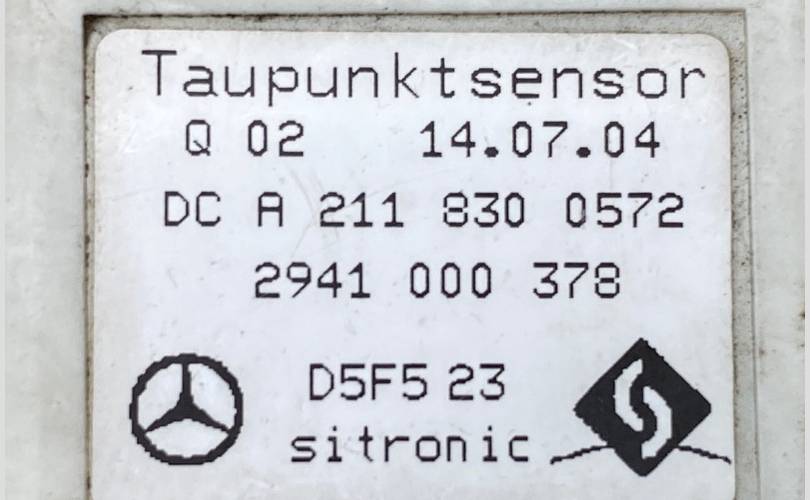 Taupunktsensor
Q 02 14.07.04
DC A 211 830 0572
2941 000 378
D5F5 23
sitronic